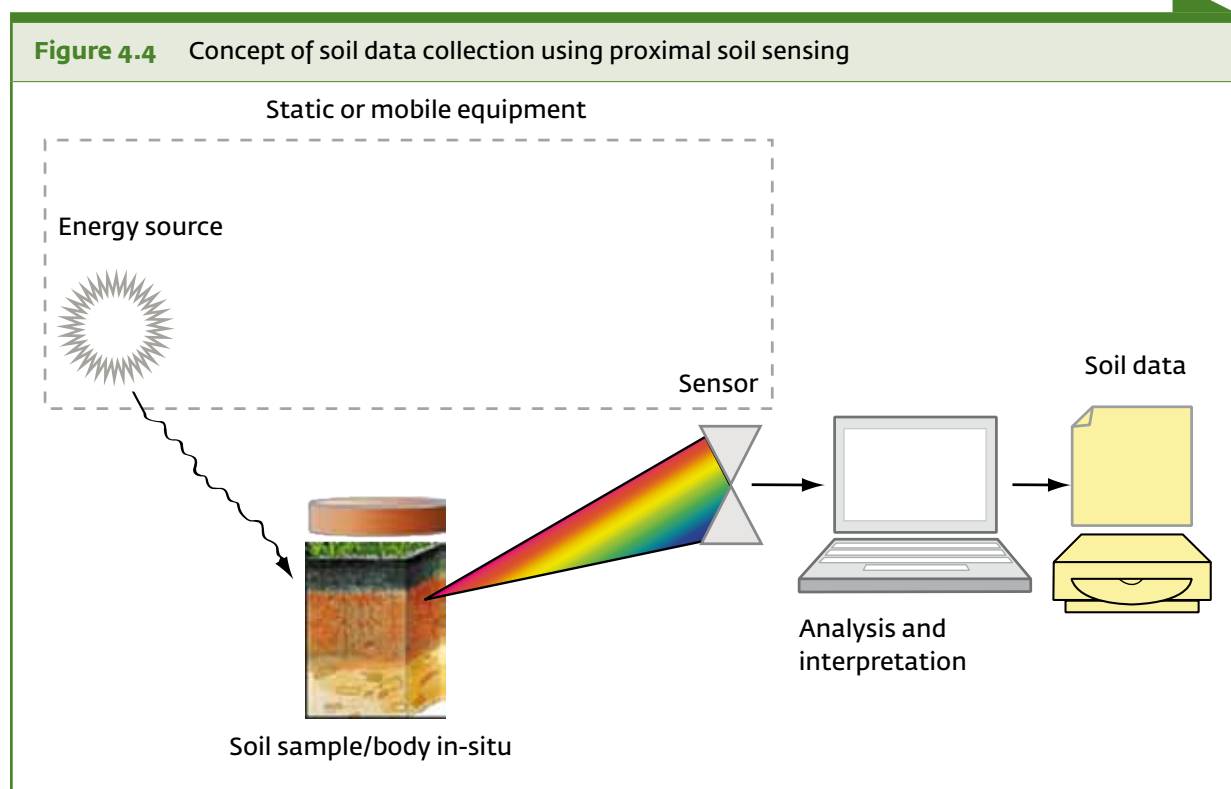 Figure 4.4 Concept of soil data collection using proximal soil sensing
Static or mobile equipment
Energy source
Sensor
Soil data
Analysis and
interpretation
Soil sample/body in-situ